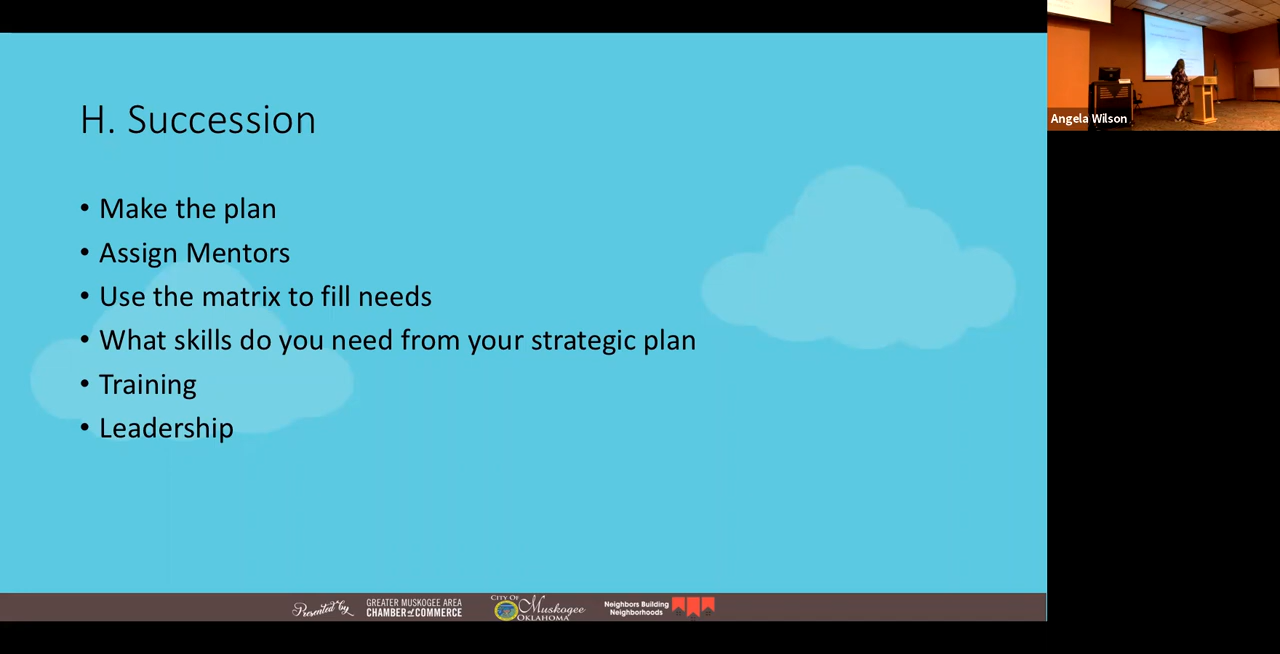 H. Succession
• Make the plan
• Assign Mentors
• Use the matrix to fill needs
• What skills do you need from your strategic plan
• Training
• Leadership
Angela Wilson
Presented by
GREATER MUSKOGEE AREA
CHAMBER of COMMERCE
CITY OF
Muskogee
OKLAHOMA
Neighbors Building
Neighborhoods